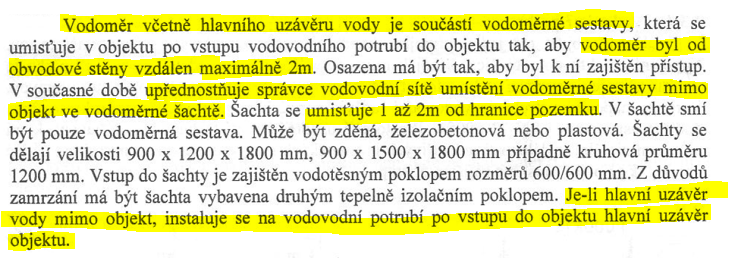 Vodoměr včetně hlavního uzávěru vody je součástí vodoměrné sestavy, která se
umisťuje v objektu po vstupu vodovodního potrubí do objektu tak, aby vodoměr byl od
obvodové stěny vzdálen maximálně 2m. Osazena má být tak, aby byl k ní zajištěn přístup.
V současné době upřednostňuje správce vodovodní sítě umístění vodoměrné sestavy mimo
objekt ve vodoměrné šachtě. Šachta se umisťuje 1 až 2m od hranice pozemku. V šachtě smí
být pouze vodoměrná sestava. Může být zděná, železobetonová nebo plastová. Šachty se
dělají velikosti 900 x 1200 x 1800 mm, 900 x 1500 x 1800 mm případně kruhová průměru
1200 mm. Vstup do šachty je zajištěn vodotěsným poklopem rozměrů 600/600 mm. Z důvodů
zamrzání má být šachta vybavena druhým tepelně izolačním poklopem. Je-li hlavní uzávěr
vody mimo objekt, instaluje se na vodovodní potrubí po vstupu do objektu hlavní uzávěr
objektu.